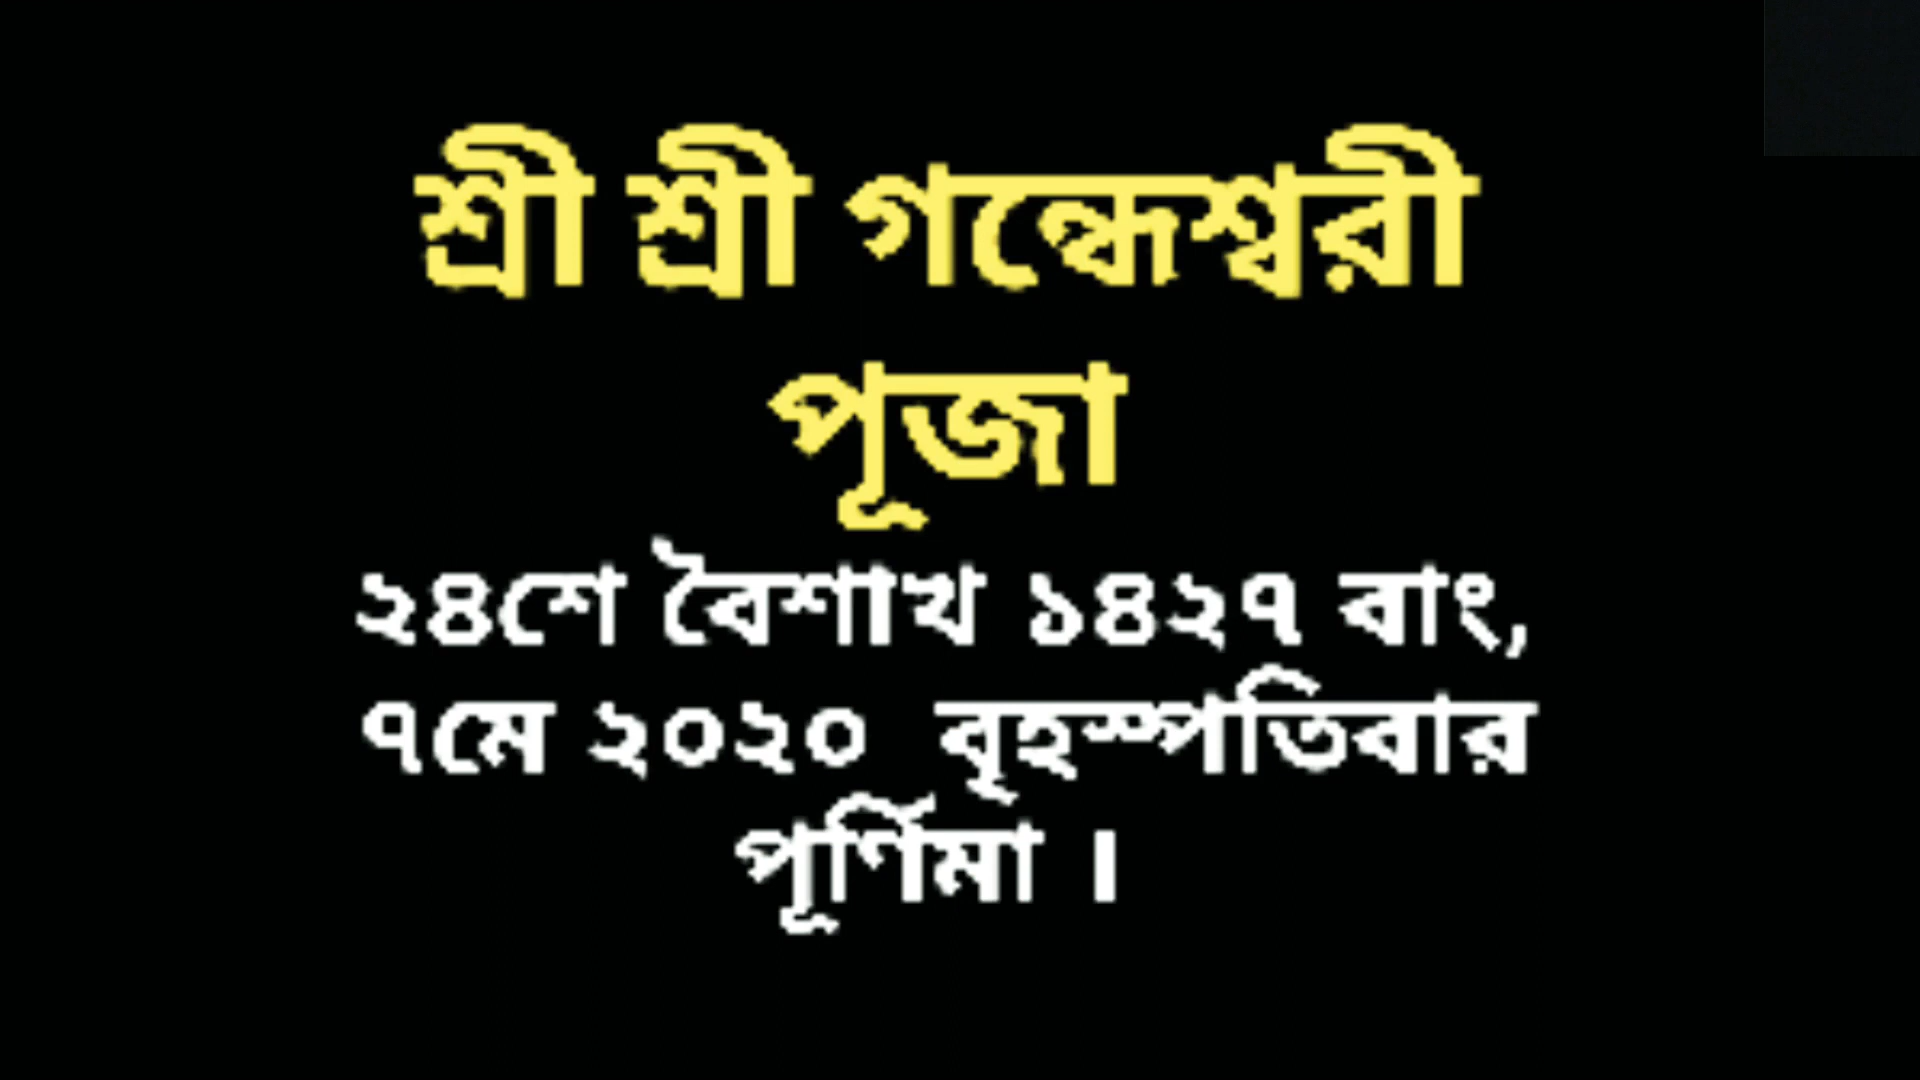 শ্রী শ্রী গন্ধেশ্বরী
পূজা
২৪শে বৈশাখ ১৪২৭ বাং,
৭মে ২০২০ বৃহস্পতিবার
পূর্ণিমা ।